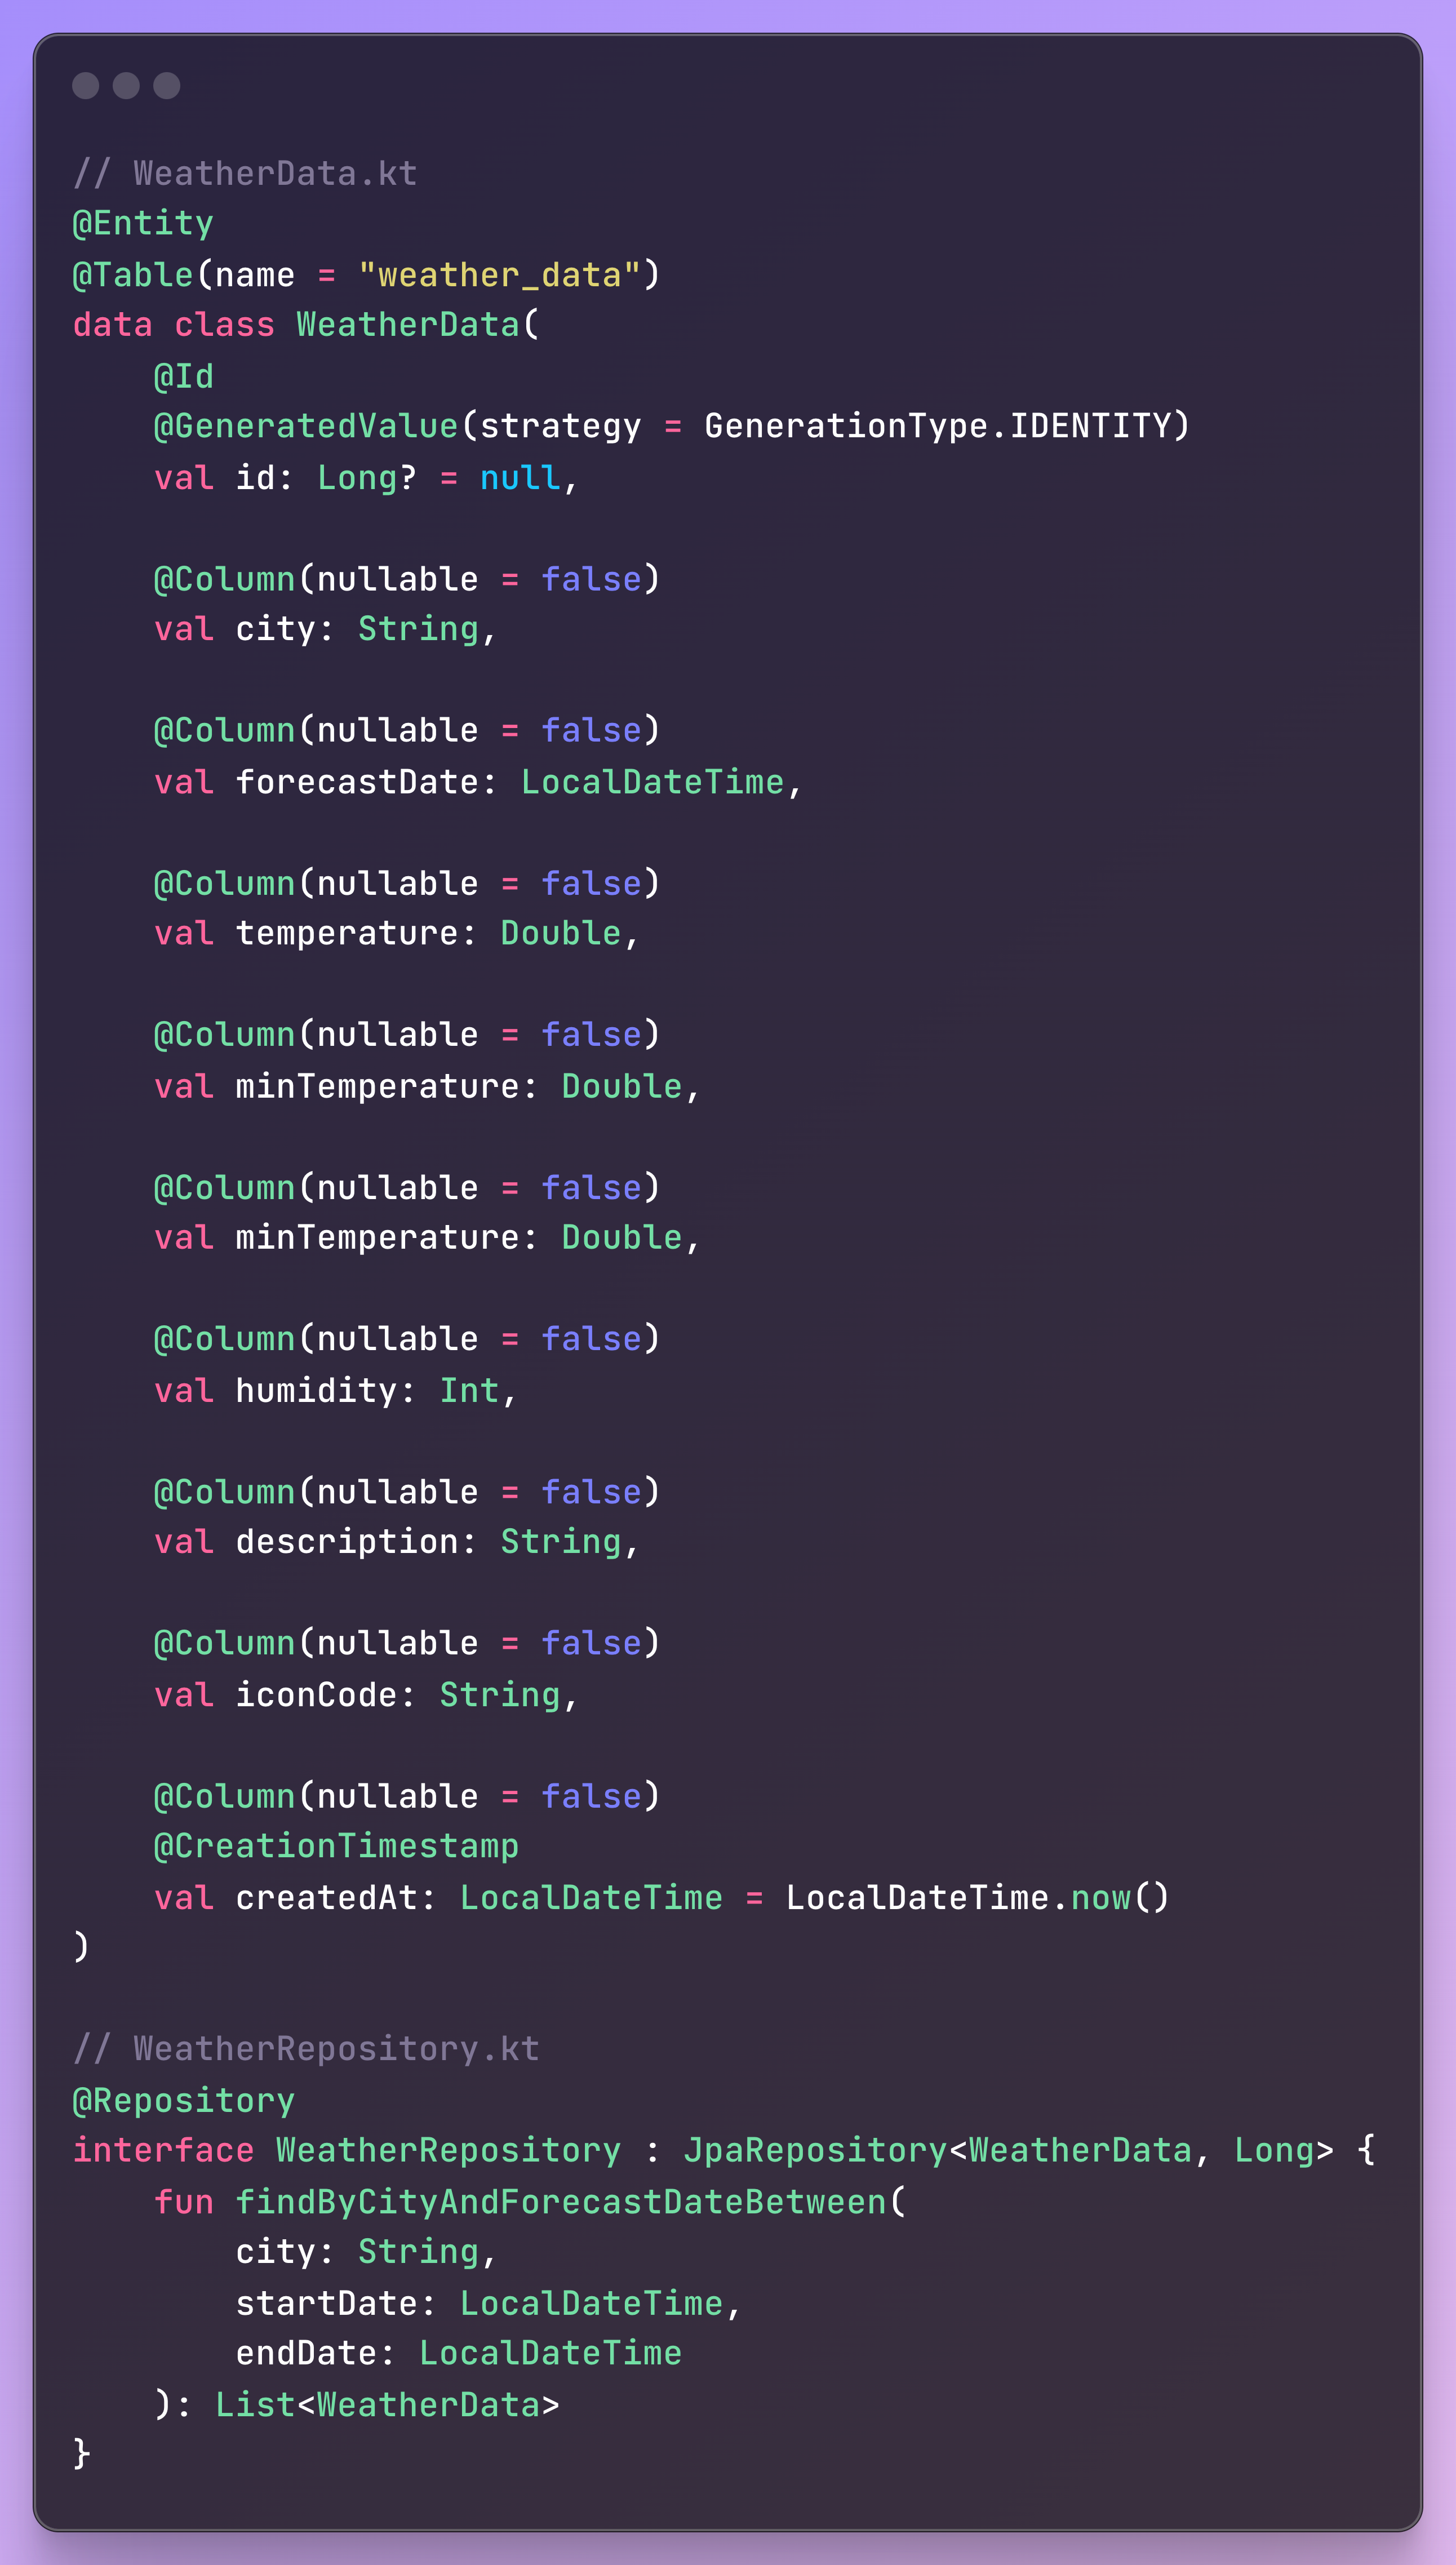 // WeatherData.kt
@Entity
@Table(name = "weather_data")
data class WeatherData(
    @Id
    @GeneratedValue(strategy = GenerationType.IDENTITY)
    val id: Long? = null,

    @Column(nullable = false)
    val city: String,

    @Column(nullable = false)
    val forecastDate: LocalDateTime,

    @Column(nullable = false)
    val temperature: Double,

    @Column(nullable = false)
    val minTemperature: Double,

    @Column(nullable = false)
    val minTemperature: Double,

    @Column(nullable = false)
    val humidity: Int,

    @Column(nullable = false)
    val description: String,

    @Column(nullable = false)
    val iconCode: String,

    @Column(nullable = false)
    @CreationTimestamp
    val createdAt: LocalDateTime = LocalDateTime.now()
)

// WeatherRepository.kt
@Repository
interface WeatherRepository : JpaRepository<WeatherData, Long> {
    fun findByCityAndForecastDateBetween(
        city: String,
        startDate: LocalDateTime,
        endDate: LocalDateTime
    ): List<WeatherData>
}